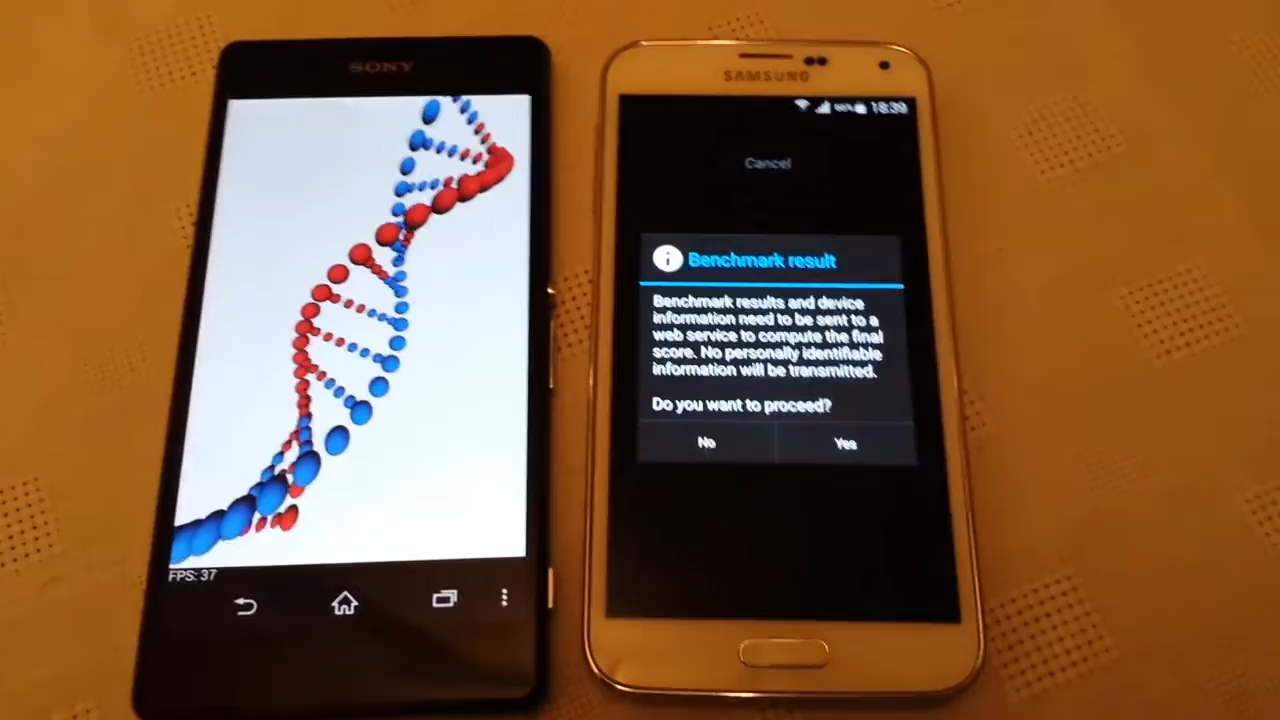 SONY
FPS: 37
SAMSUNG
18:39
Cancel
Benchmark result
Benchmark results and device
information need to be sent to a
web service to compute the final
score. No personally identifiable
information will be transmitted.
Do you want to proceed?
No
Yes